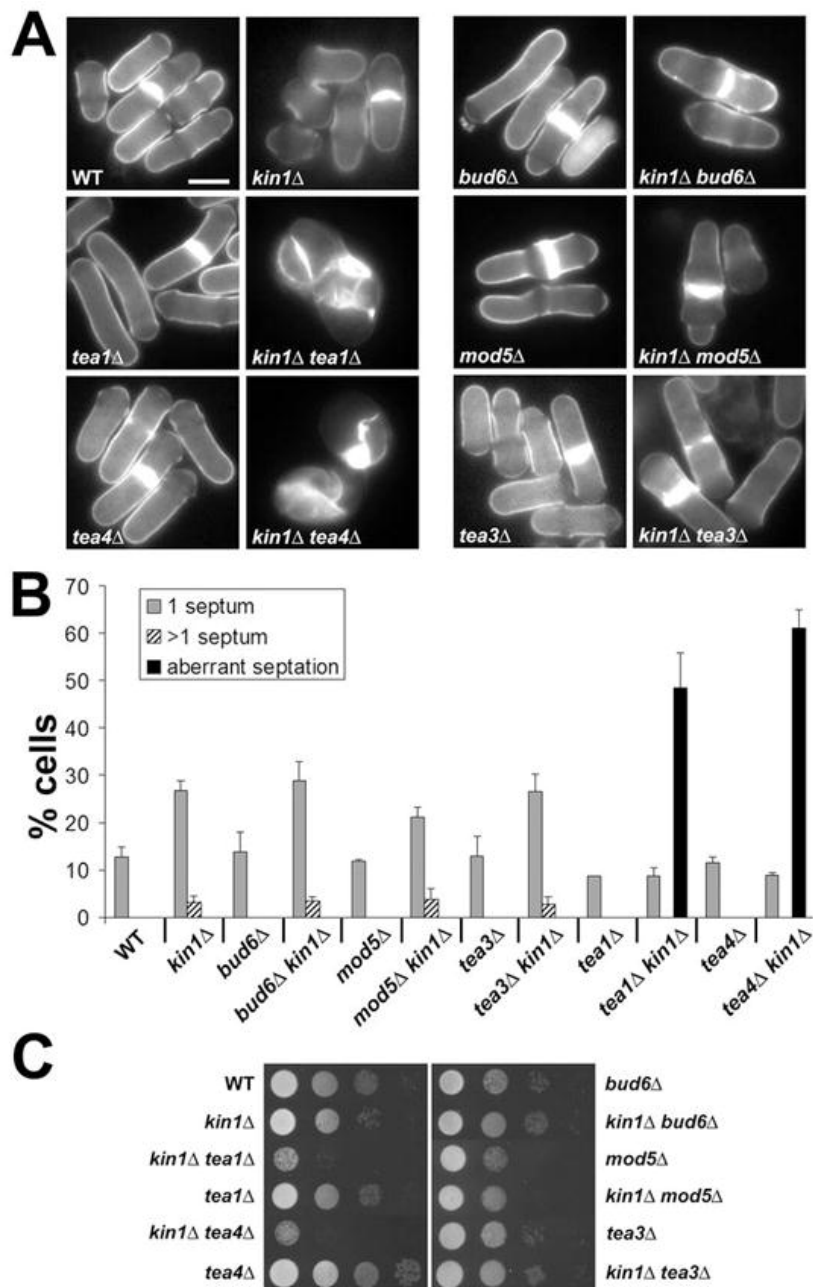 A
WT
kin1Δ
bud6Δ
kin1Δ bud6Δ
tea1Δ
kin1Δ tea1Δ
mod5Δ
kin1Δ mod5Δ
tea4Δ
kin1Δ tea4Δ
tea3Δ
kin1Δ tea3Δ
B
70
60
50
40
30
20
10
0
% cells
1 septum
>1 septum
aberrant septation
WT
kin1Δ
bud6Δ
bud6Δ kin1Δ
mod5Δ
mod5Δ kin1Δ
tea3Δ
tea3Δ kin1Δ
tea1Δ
tea1Δ kin1Δ
tea4Δ
tea4Δ kin1Δ
C
WT
kin1Δ
kin1Δ tea1Δ
tea1Δ
kin1Δ tea4Δ
tea4Δ
bud6Δ
kin1Δ bud6Δ
mod5Δ
kin1Δ mod5Δ
tea3Δ
kin1Δ tea3Δ